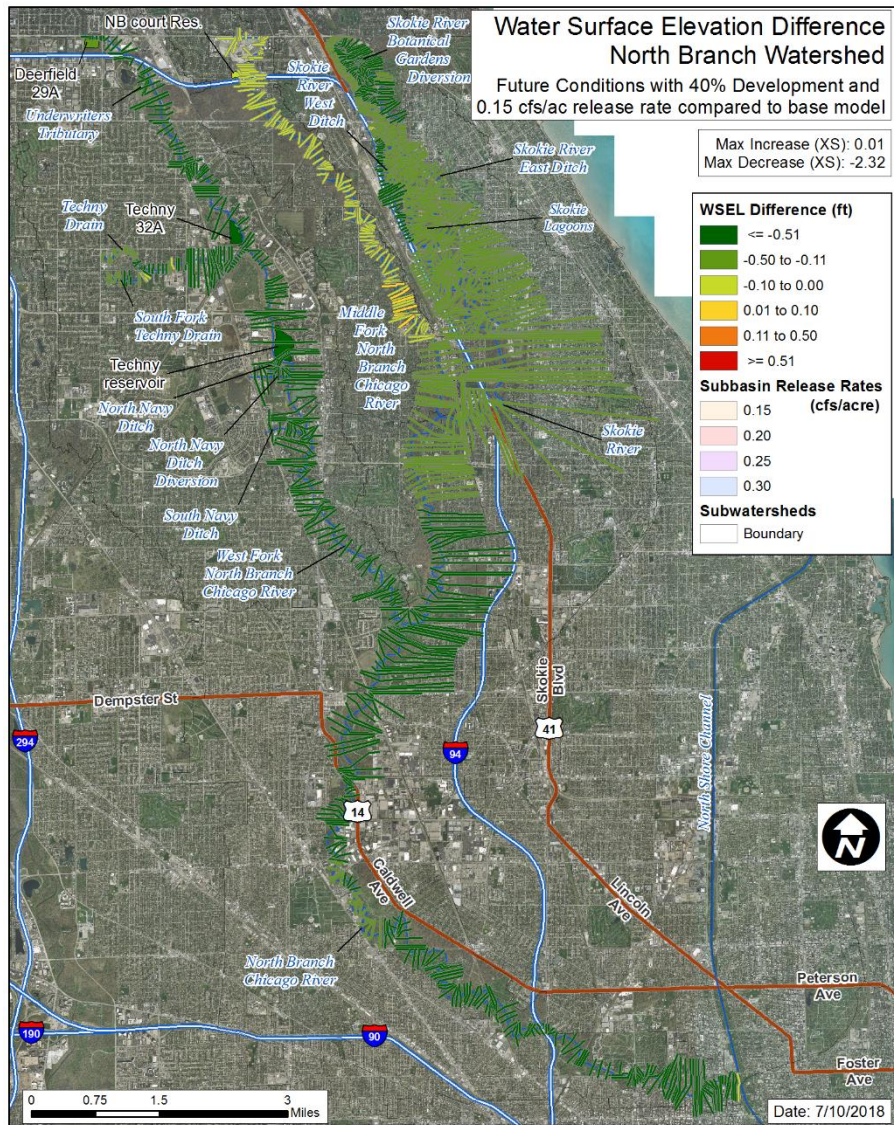 Water Surface Elevation Difference
North Branch Watershed
Future Conditions with 40% Development and
0.15 cfs/ac release rate compared to base model
Max Increase (XS): 0.01
Max Decrease (XS): -2.32
WSEL Difference (ft)
<= -0.51
-0.50 to -0.11
-0.10 to 0.00
0.01 to 0.10
0.11 to 0.50
>= 0.51
Subbasin Release Rates
(cfs/acre)
0.15
0.20
0.25
0.30
Subwatersheds
Boundary
NB court Res.
Deerfield
29A
Underwriters
Tributary
Skokie
River
West
Ditch
Skokie River
Botanical
Gardens
Diversion
Skokie River
East Ditch
Skokie
Lagoons
Techny
Drain
Techny
32A
South Fork
Techny Drain
Middle
Fork
North
Branch
Chicago
River
Techny
reservoir
North Navy
Ditch
North Navy
Ditch
Diversion
South Navy
Ditch
West Fork
North Branch
Chicago River
Skokie
River
Dempster St
Skokie
Blvd
41
294
94
14
North Shore Channel
N
Caldwell
Ave
Lincoln
Ave
North Branch
Chicago River
Peterson
Ave
Foster
Ave
190
90
0 0.75 1.5 3
Miles
Date: 7/10/2018